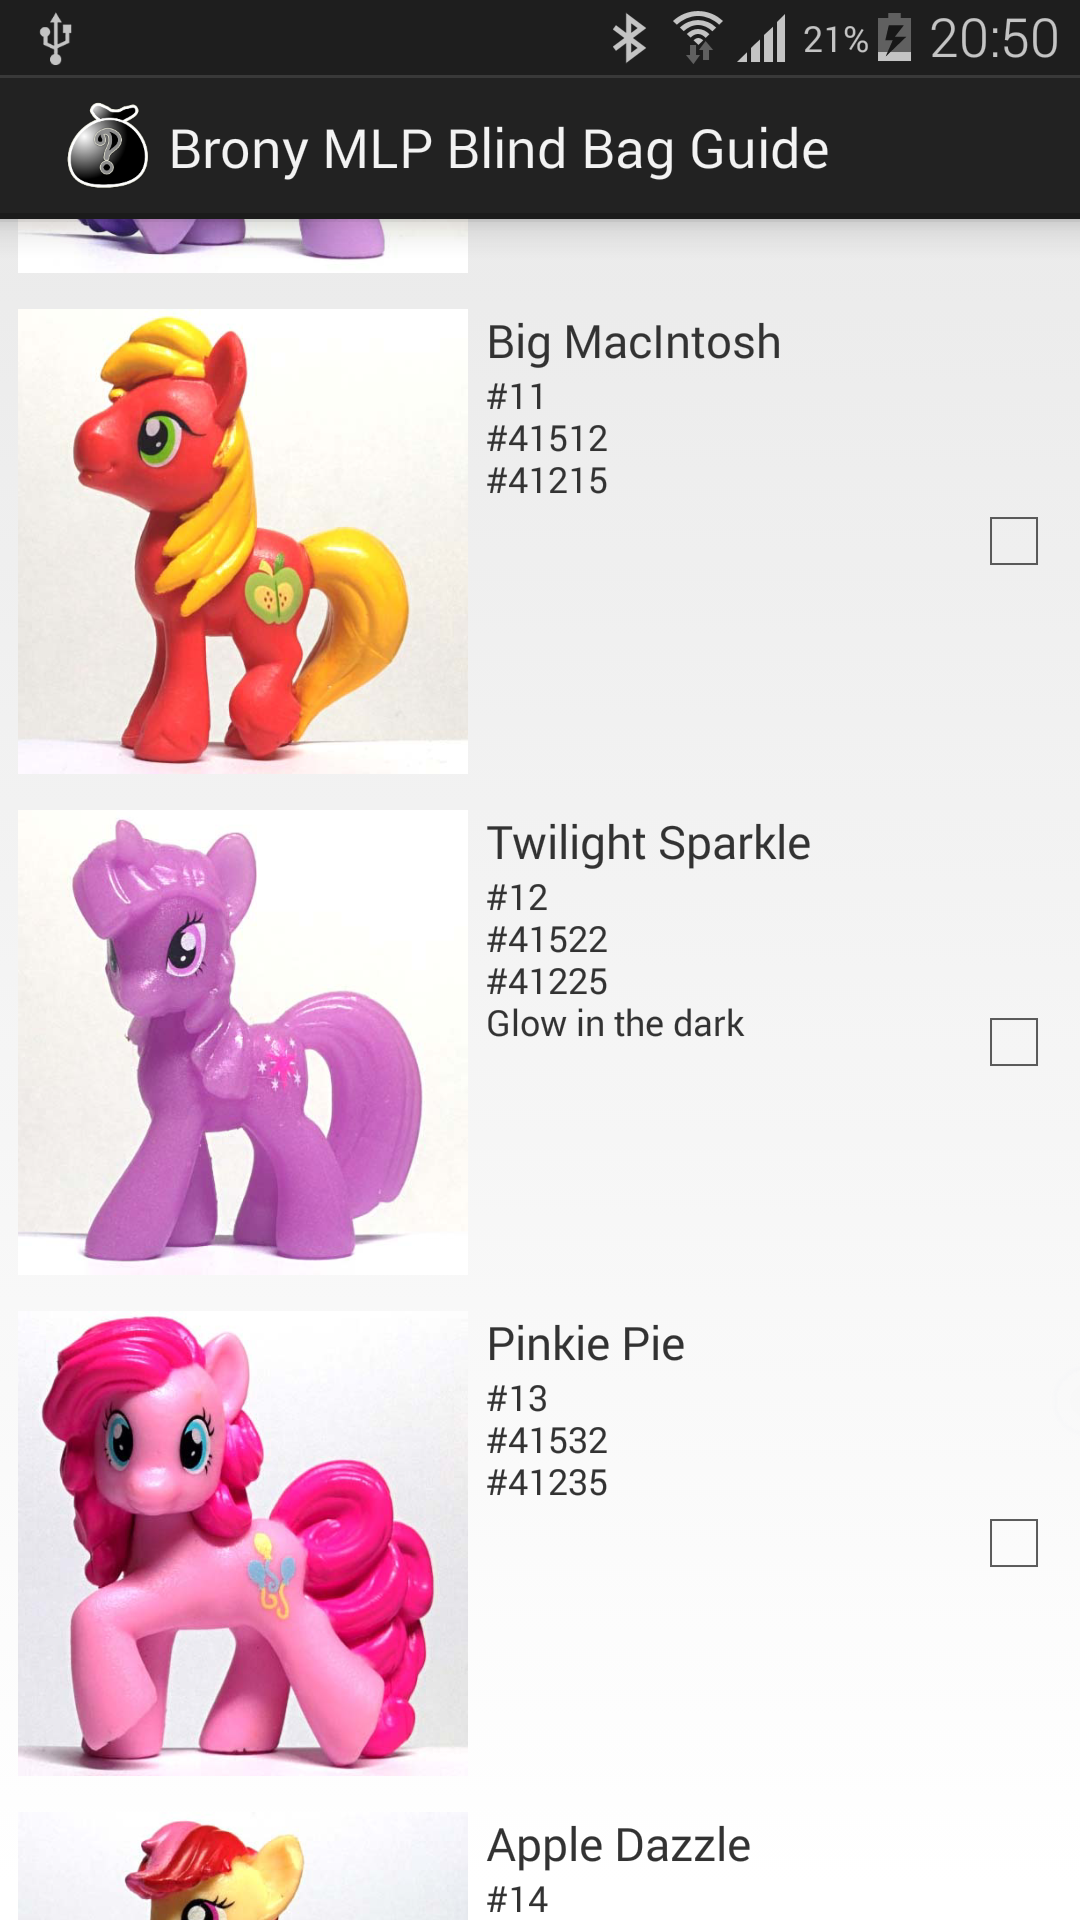 21% 20:50
Brony MLP Blind Bag Guide
Big MacIntosh
#11
#41512
#41215
Twilight Sparkle
#12
#41522
#41225
Glow in the dark
Pinkie Pie
#13
#41532
#41235
Apple Dazzle
#14